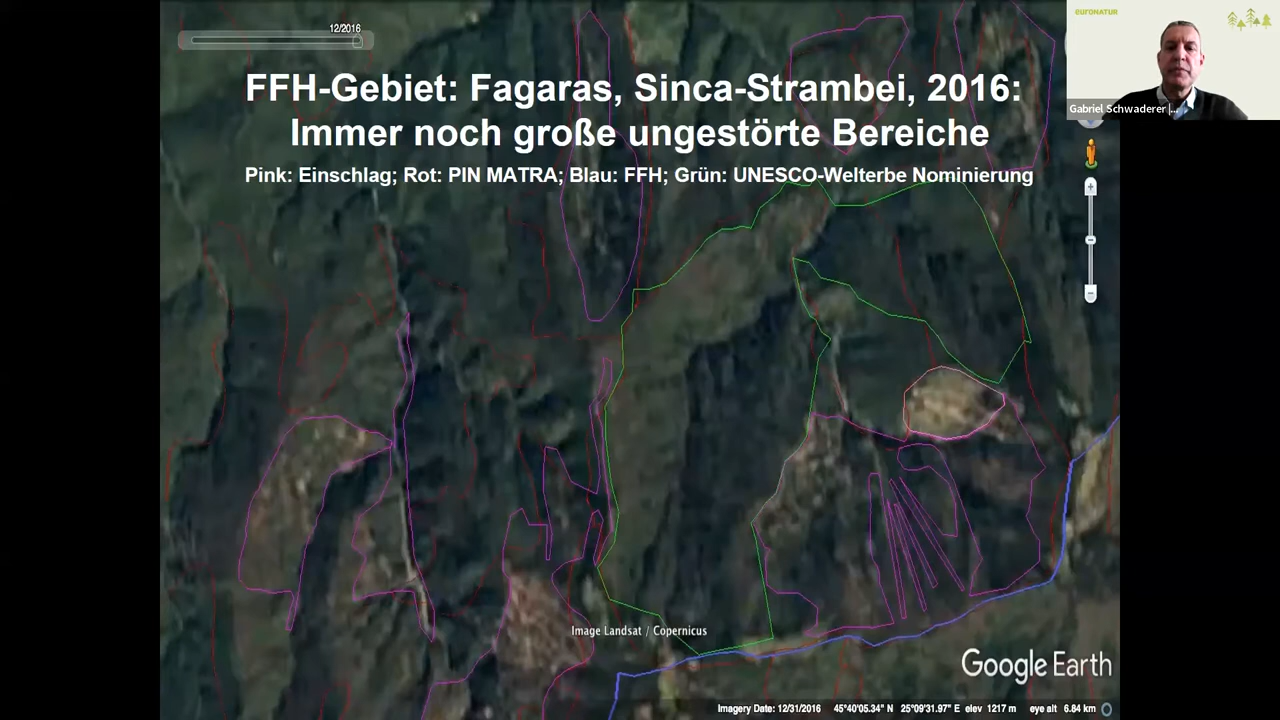 12/2016
euronatur
FFH-Gebiet: Fagaras, Sinca-Strambei, 2016:
Immer noch große ungestörte Bereiche
Pink: Einschlag; Rot: PIN MATRA; Blau: FFH; Grün: UNESCO-Welterbe Nominierung
Gabriel Schwaderer |...
Image Landsat / Copernicus
Google Earth
Imagery Date: 12/31/2016 45°40'05.34" N 25°09'31.97" E elev 1217 m eye alt 6.84 km